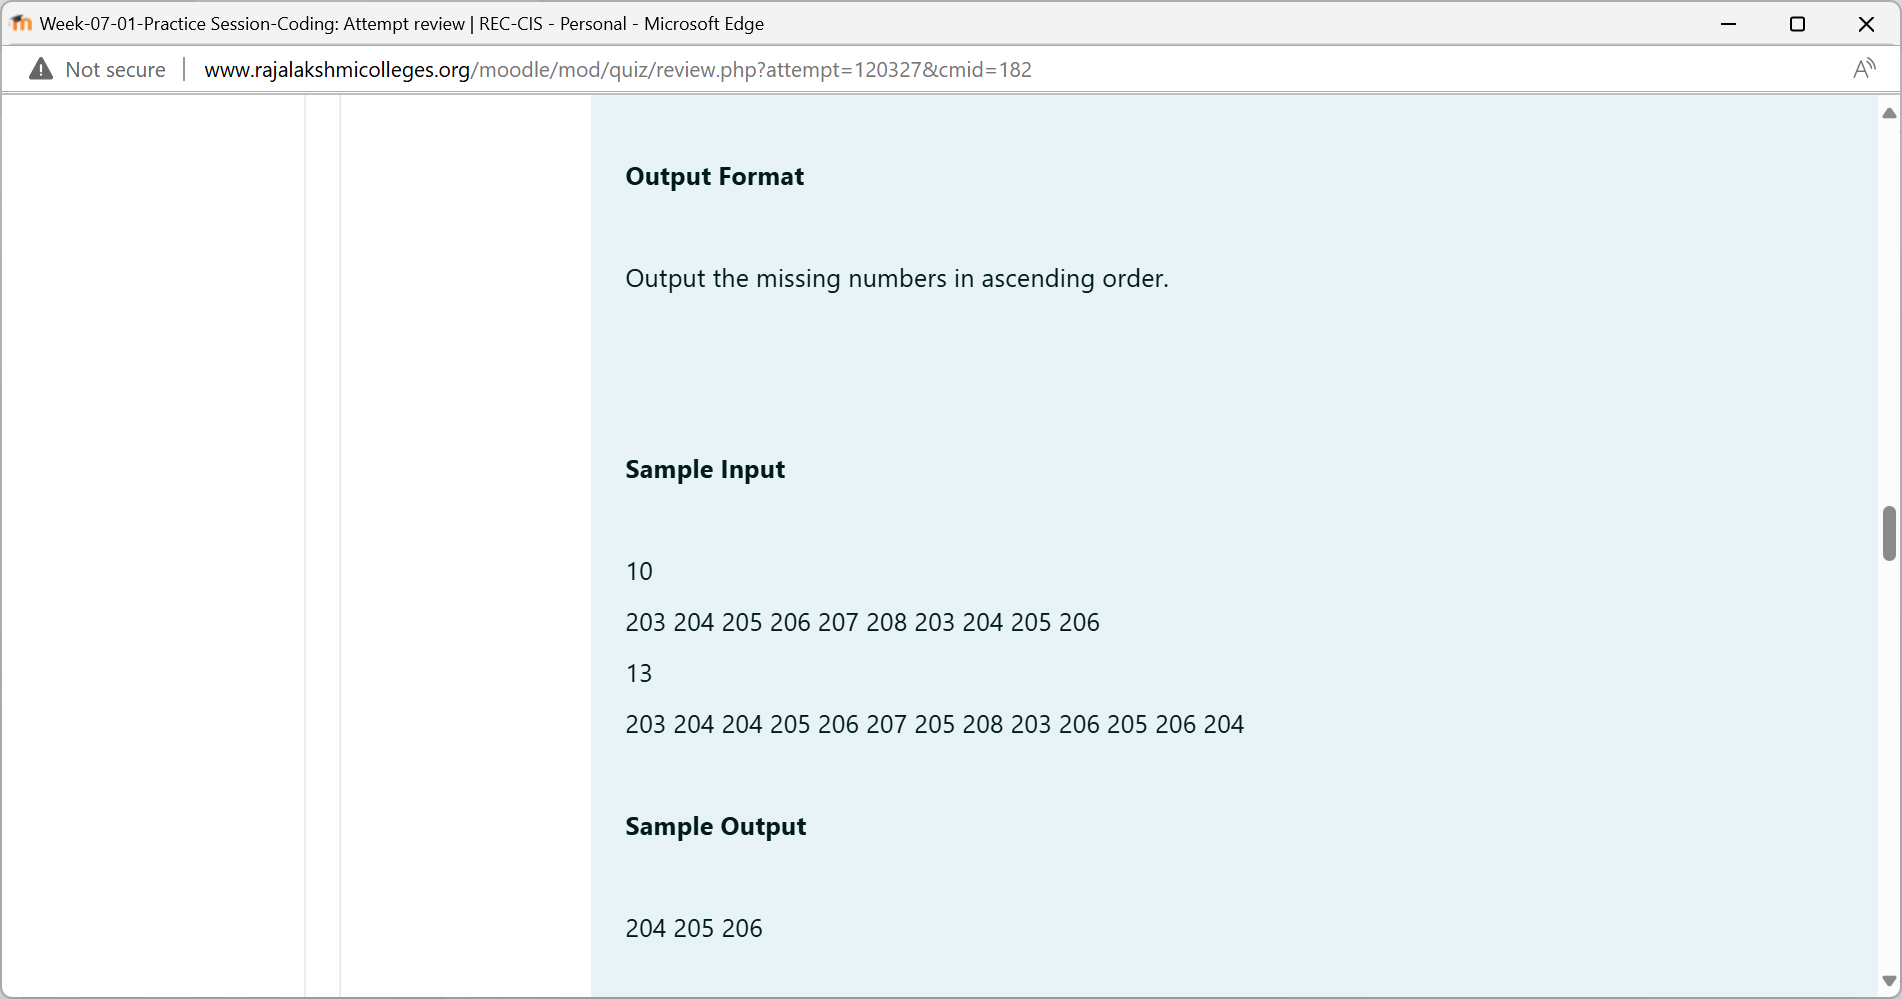 Week-07-01-Practice Session-Coding: Attempt review | REC-CIS - Personal - Microsoft Edge
Not secure | www.rajalakshmicolleges.org/moodle/mod/quiz/review.php?attempt=120327&cmid=182
Output Format
Output the missing numbers in ascending order.
Sample Input
10
203 204 205 206 207 208 203 204 205 206
13
203 204 204 205 206 207 205 208 203 206 205 206 204
Sample Output
204 205 206